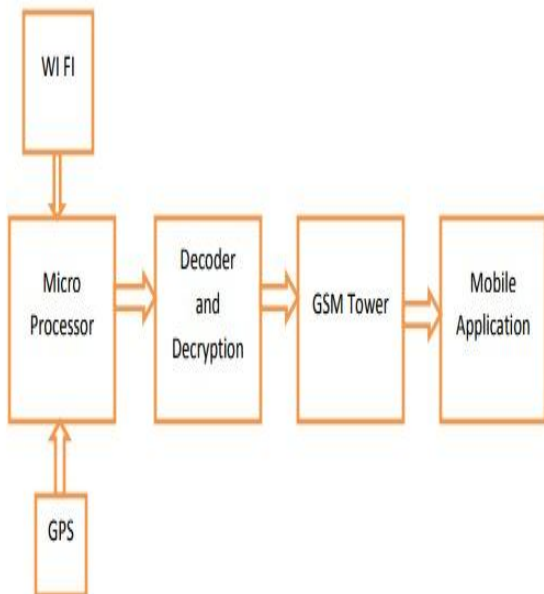 WI FI
Micro
Processor
Decoder
and
Decryption
GSM Tower
Mobile
Application
GPS